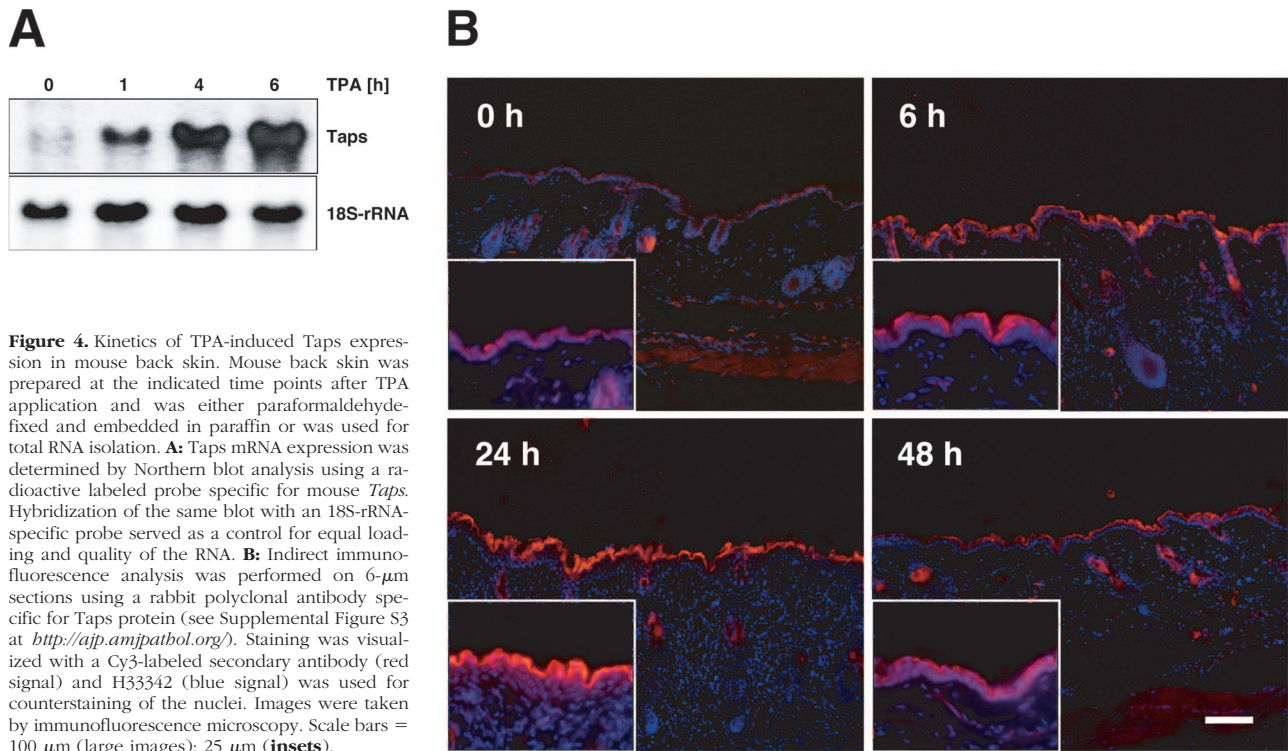 A
0 1 4 6 TPA [h]
Taps
18S-rRNA
Figure 4. Kinetics of TPA-induced Taps expres-
sion in mouse back skin. Mouse back skin was
prepared at the indicated time points after TPA
application and was either paraformaldehyde-
fixed and embedded in paraffin or was used for
total RNA isolation. A: Taps mRNA expression was
determined by Northern blot analysis using a ra-
dioactive labeled probe specific for mouse Taps.
Hybridization of the same blot with an 18S-rRNA-
specific probe served as a control for equal load-
ing and quality of the RNA. B: Indirect immuno-
fluorescence analysis was performed on 6-μm
sections using a rabbit polyclonal antibody spe-
cific for Taps protein (see Supplemental Figure S3
at http://ajp.amjpathol.org/). Staining was visual-
ized with a Cy3-labeled secondary antibody (red
signal) and H33342 (blue signal) was used for
counterstaining of the nuclei. Images were taken
by immunofluorescence microscopy. Scale bars =
100 μm (large images); 25 μm (insets).
B
0 h
6 h
24 h
48 h